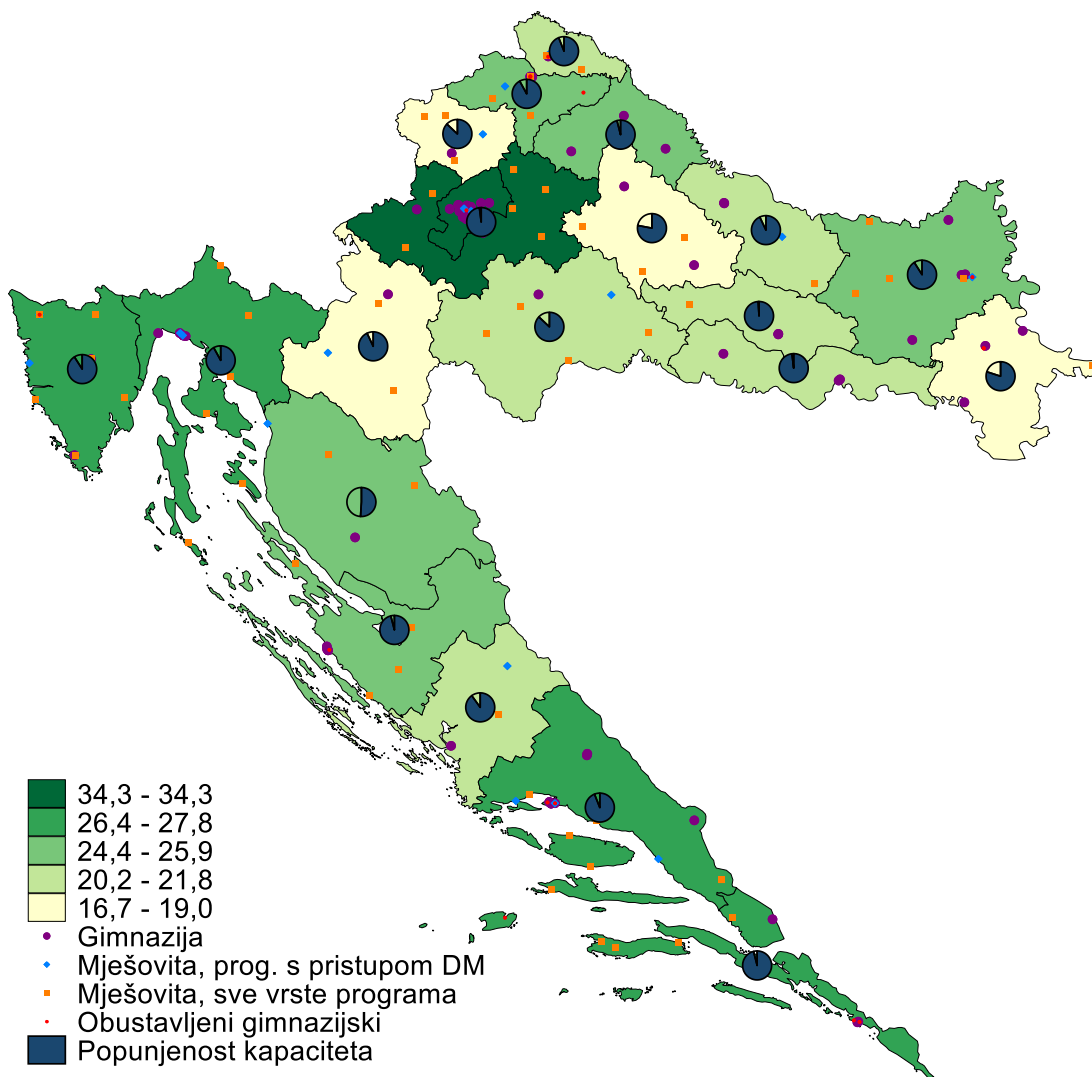 34,3 - 34,3
26,4 - 27,8
24,4 - 25,9
20,2 - 21,8
16,7 - 19,0
Gimnazija
Mješovita, prog. s pristupom DM
Mješovita, sve vrste programa
Obustavljeni gimnazijski
Popunjenost kapaciteta